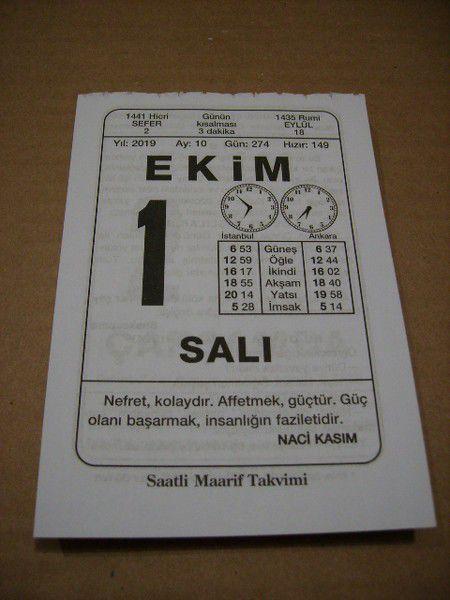 1441 Hicri SEFER 2
Günün kısalması 3 dakika
1435 Rumi EYLÜL 18
Yıl: 2019 Ay: 10 Gün: 274 Hızır: 149
EKİM
1
İstanbul Ankara
6 53 Güneş 6 37
12 59 Öğle 12 44
16 17 İkindi 16 02
18 55 Akşam 18 40
20 14 Yatsı 19 58
5 28 İmsak 5 14
SALI
Nefret, kolaydır. Affetmek, güçtür. Güç
olanı başarmak, insanlığın faziletidir.
NACİ KASIM
Saatli Maarif Takvimi